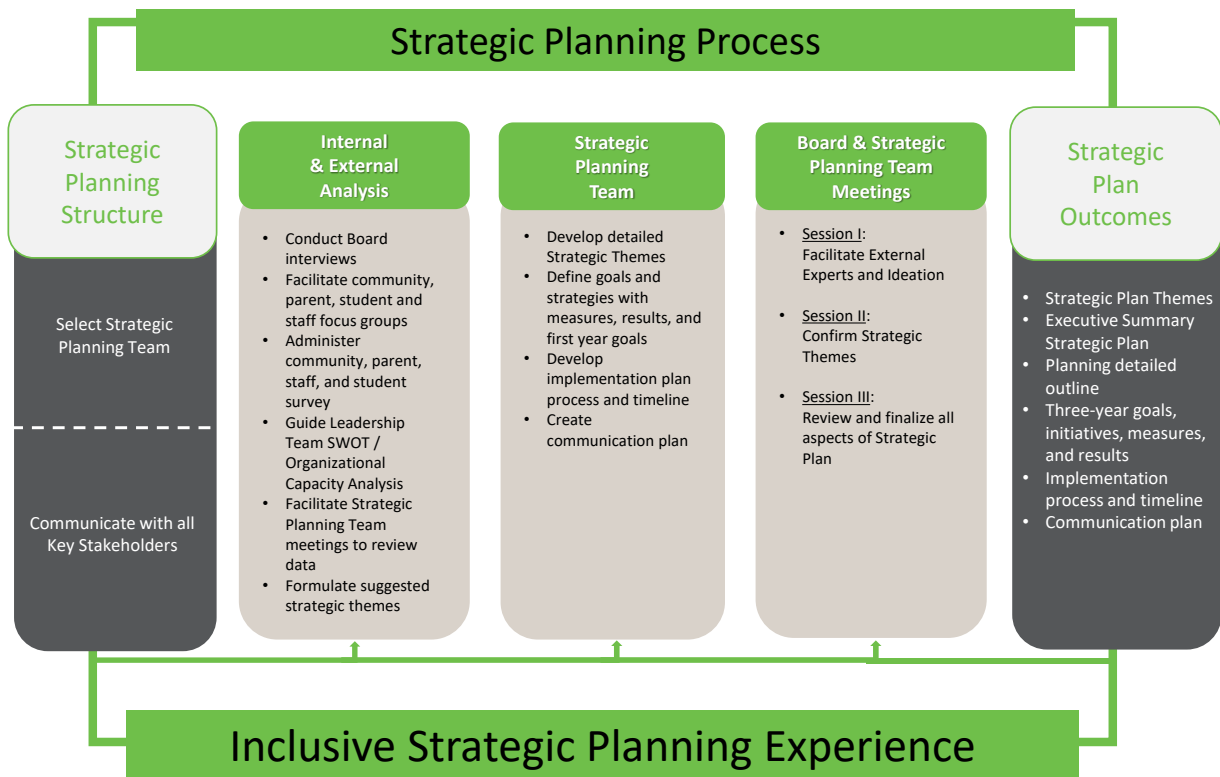 Strategic Planning Process
Strategic
Planning
Structure
Select Strategic
Planning Team
Communicate with all
Key Stakeholders
Internal
& External
Analysis
• Conduct Board
interviews
• Facilitate community,
parent, student and
staff focus groups
• Administer
community, parent,
staff, and student
survey
• Guide Leadership
Team SWOT /
Organizational
Capacity Analysis
• Facilitate Strategic
Planning Team
meetings to review
data
• Formulate suggested
strategic themes
Strategic
Planning
Team
• Develop detailed
Strategic Themes
• Define goals and
strategies with
measures, results, and
first year goals
• Develop
implementation plan
process and timeline
• Create
communication plan
Board & Strategic
Planning Team
Meetings
• Session I:
Facilitate External
Experts and Ideation
• Session II:
Confirm Strategic
Themes
• Session III:
Review and finalize all
aspects of Strategic
Plan
Strategic
Plan
Outcomes
• Strategic Plan Themes
• Executive Summary
Strategic Plan
• Planning detailed
outline
• Three-year goals,
initiatives, measures,
and results
• Implementation
process and timeline
• Communication plan
Inclusive Strategic Planning Experience